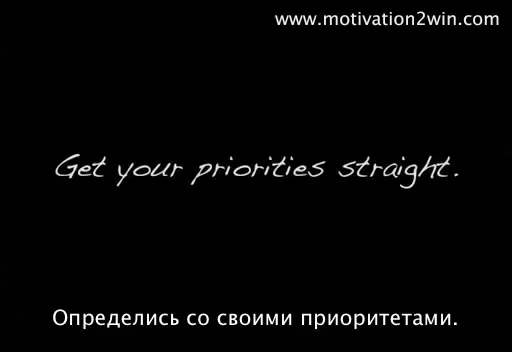 www.motivation2win.com
Get your priorities straight.
Определись со своими приоритетами.